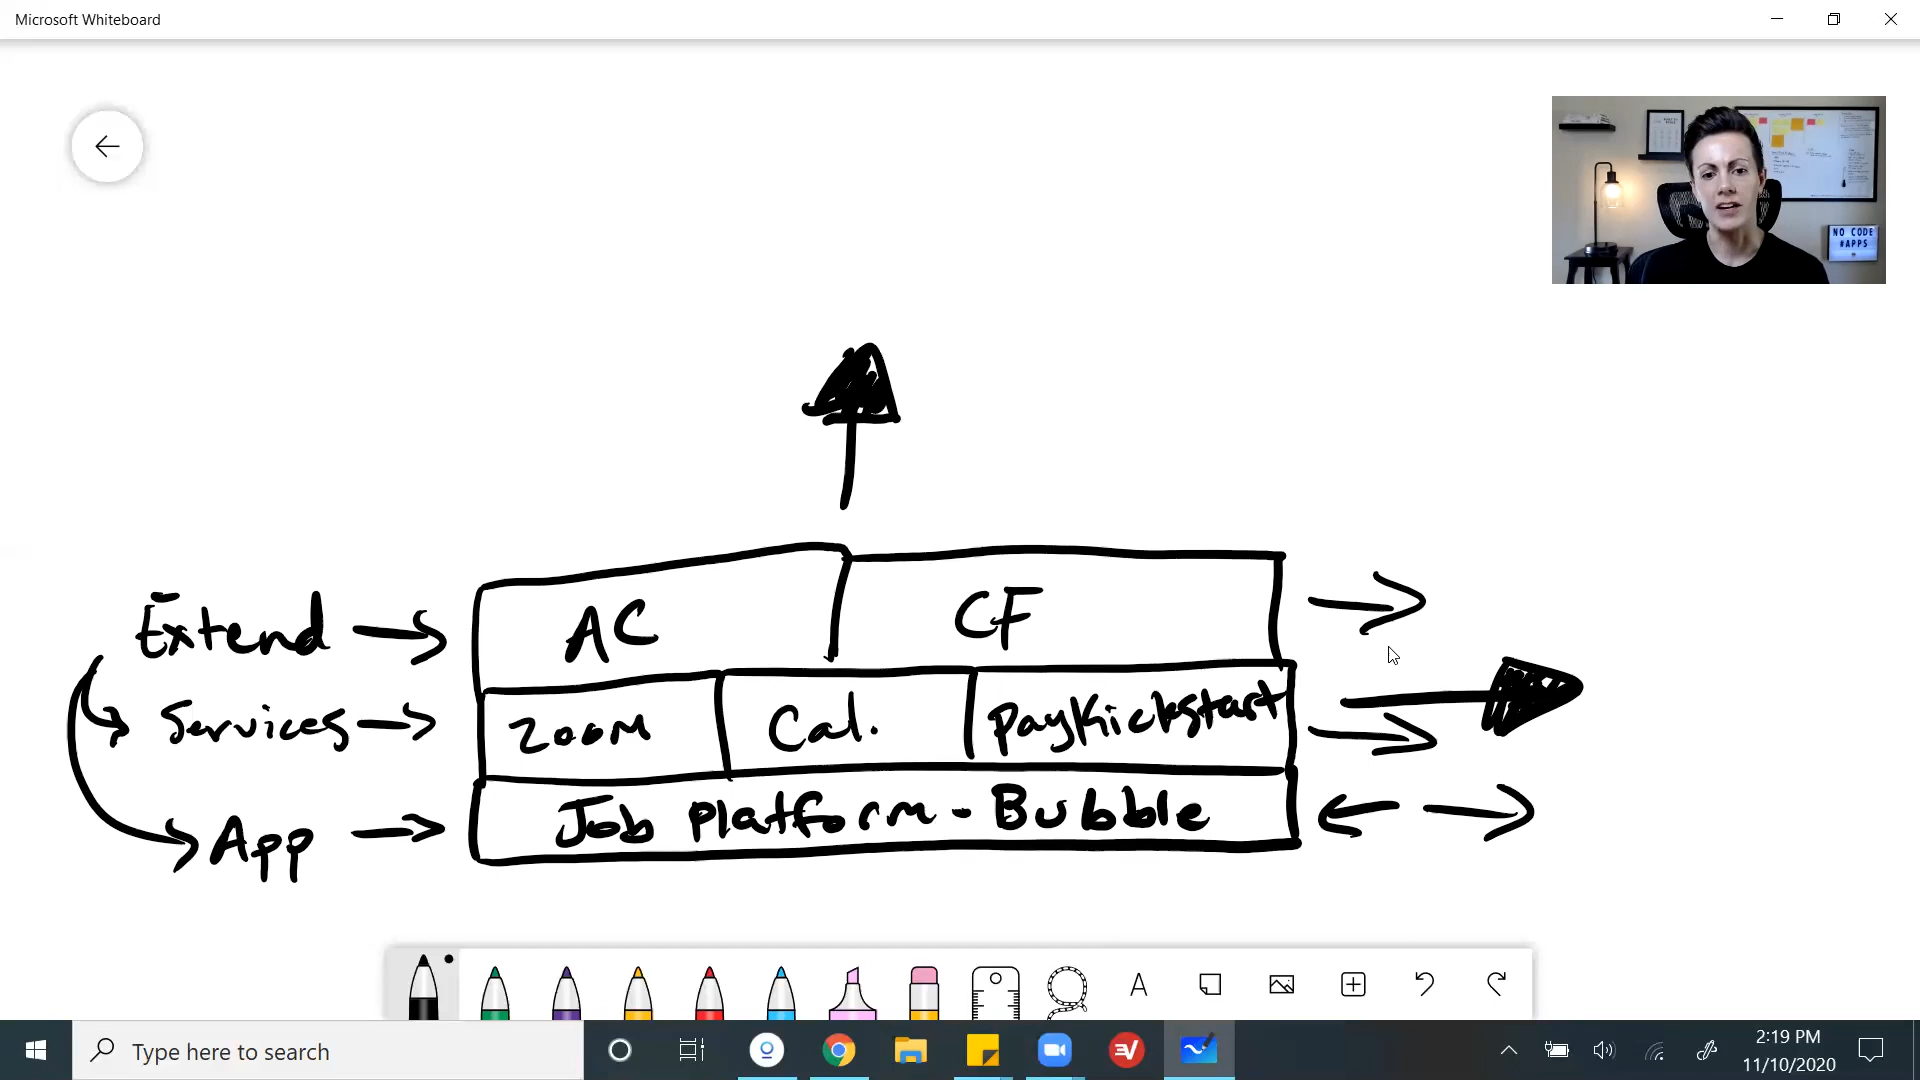 Microsoft Whiteboard
NO CODE
#APPS
Extend
AC
CF
Services
Zoom
Cal.
PayKickstart
App
Job platform - Bubble
Type here to search
2:19 PM
11/10/2020